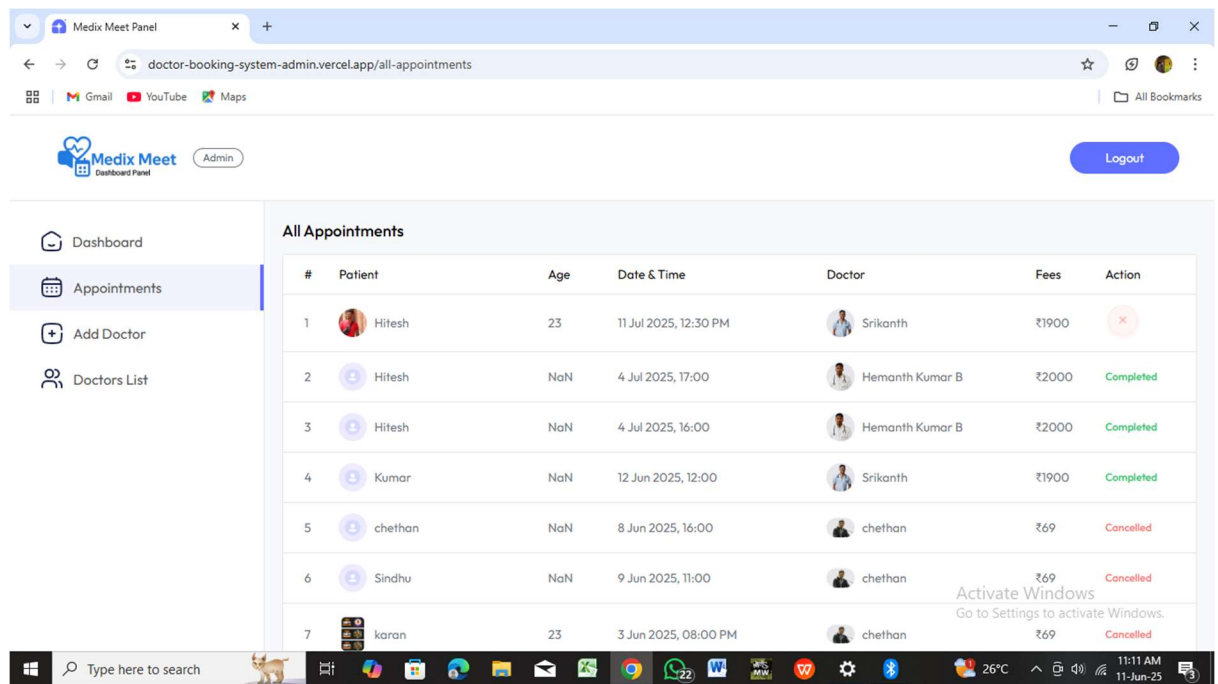 Medix Meet Panel
doctor-booking-system-admin.vercel.app/all-appointments
Gmail YouTube Maps All Bookmarks
Medix Meet Admin Logout
Dashboard Panel
Dashboard
Appointments
Add Doctor
Doctors List
All Appointments
# Patient Age Date & Time Doctor Fees Action
1 Hitesh 23 11 Jul 2025, 12:30 PM Srikanth ₹1900
2 Hitesh NaN 4 Jul 2025, 17:00 Hemanth Kumar B ₹2000 Completed
3 Hitesh NaN 4 Jul 2025, 16:00 Hemanth Kumar B ₹2000 Completed
4 Kumar NaN 12 Jun 2025, 12:00 Srikanth ₹1900 Completed
5 chethan NaN 8 Jun 2025, 16:00 chethan ₹69 Cancelled
6 Sindhu NaN 9 Jun 2025, 11:00 chethan ₹69 Cancelled
Activate Windows
Go to Settings to activate Windows.
7 karan 23 3 Jun 2025, 08:00 PM chethan ₹69 Cancelled
Type here to search 22 26°C 11:11 AM
11-Jun-25 3